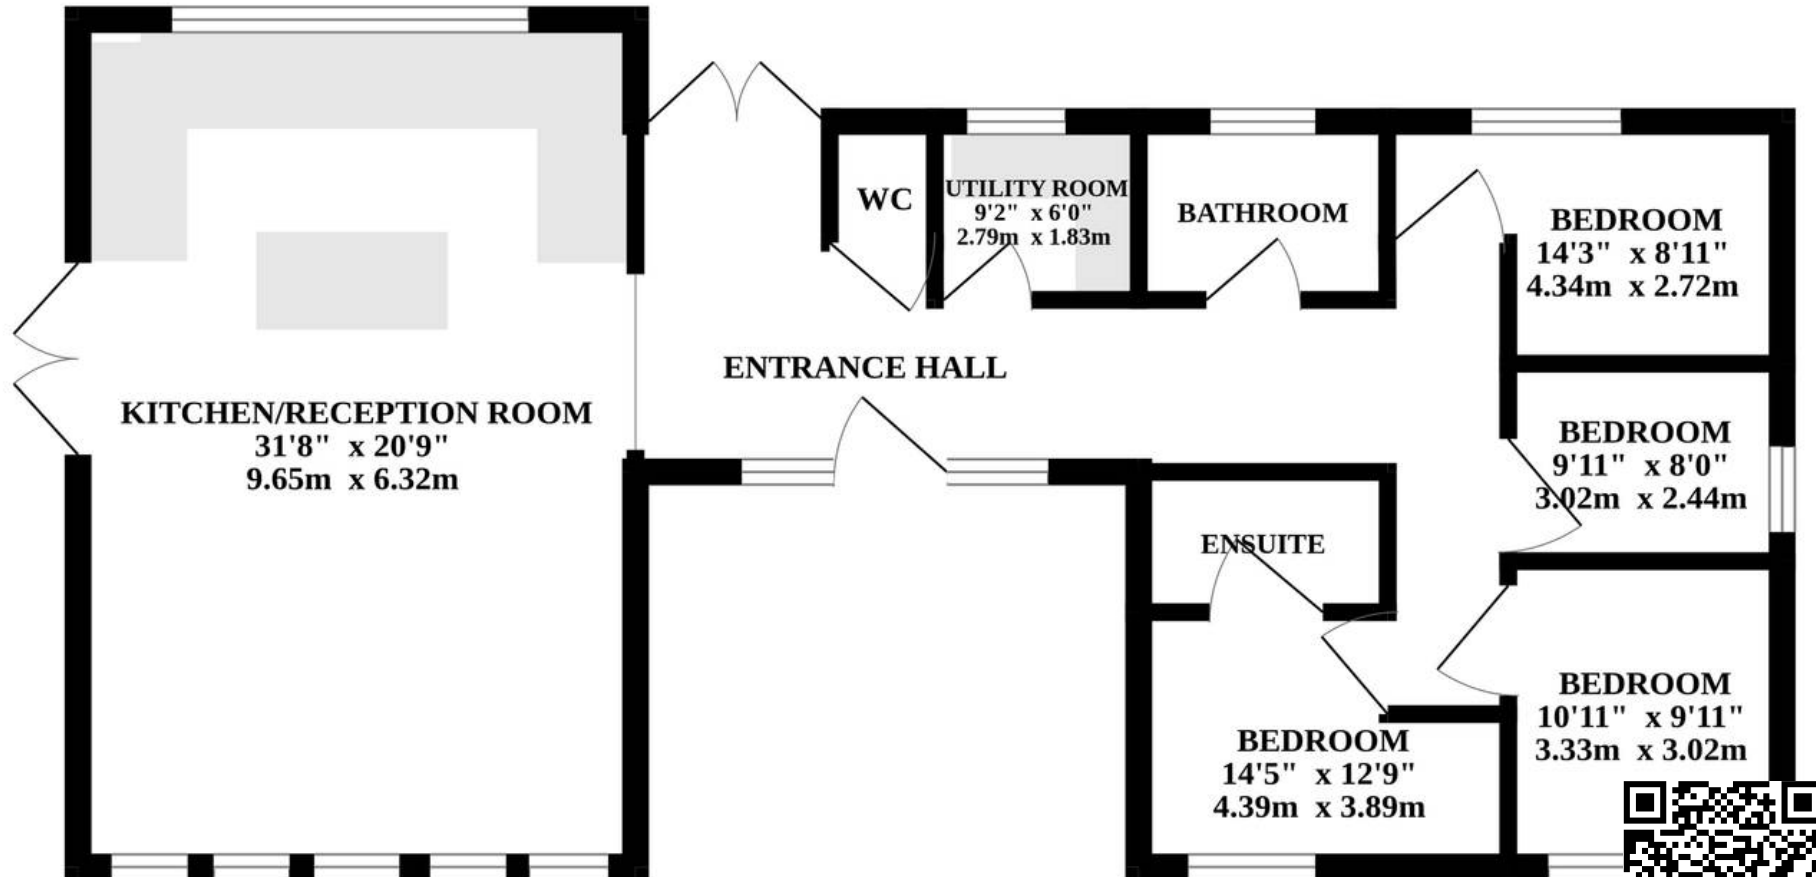 WC
UTILITY ROOM
9'2" x 6'0"
2.79m x 1.83m
BATHROOM
BEDROOM
14'3" x 8'11"
4.34m x 2.72m
ENTRANCE HALL
KITCHEN/RECEPTION ROOM
31'8" x 20'9"
9.65m x 6.32m
BEDROOM
9'11" x 8'0"
3.02m x 2.44m
ENSUITE
BEDROOM
10'11" x 9'11"
3.33m x 3.02m
BEDROOM
14'5" x 12'9"
4.39m x 3.89m